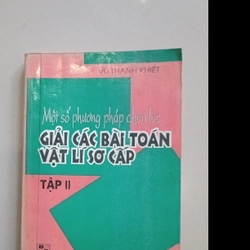 VŨ THANH KHIẾT
Một số phương pháp chọn lọc
GIẢI CÁC BÀI TOÁN
VẬT LÍ SƠ CẤP
TẬP II